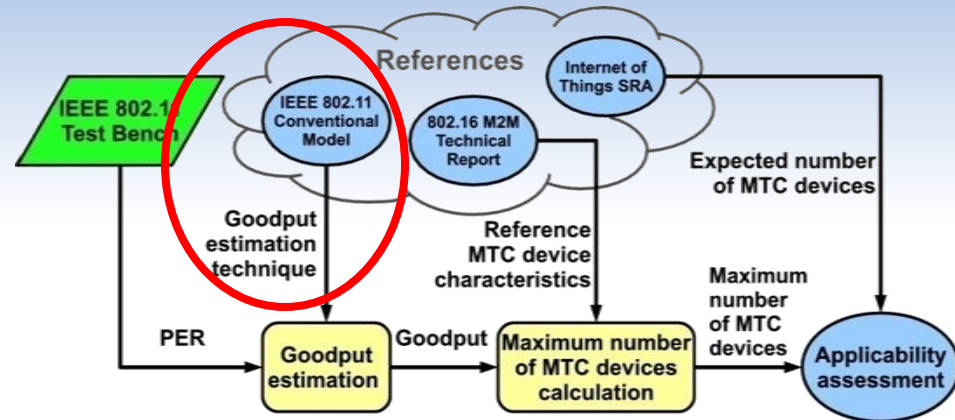 References
Internet of
Things SRA
IEEE 802.11
Conventional
Model
802.16 M2M
Technical
Report
IEEE 802.1
Test Bench
Expected number
of MTC devices
Goodput
estimation
technique
Reference
MTC device
characteristics
Maximum
number
of MTC
devices
PER
Goodput
estimation
Goodput
Maximum number
of MTC devices
calculation
Applicability
assessment